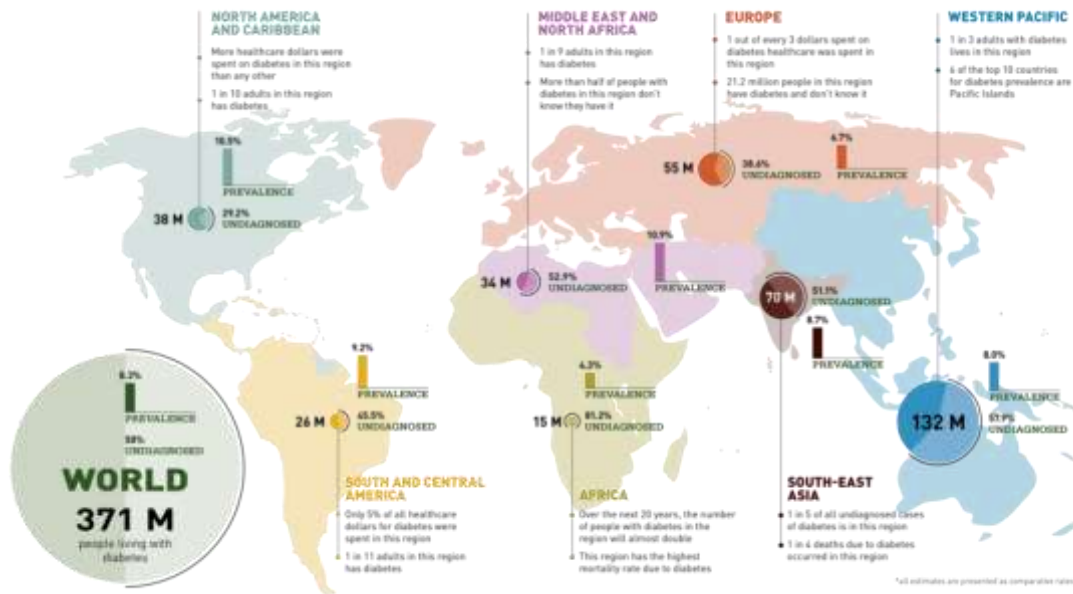 NORTH AMERICA
AND CARIBBEAN
More healthcare dollars were
spent on diabetes in this region
than any other
1 in 10 adults in this region
has diabetes
10.5%
PREVALENCE
38 M
29.2%
UNDIAGNOSED
MIDDLE EAST AND
NORTH AFRICA
1 in 9 adults in this region
has diabetes
More than half of people with
diabetes in this region don't
know they have it
10.9%
PREVALENCE
34 M
52.9%
UNDIAGNOSED
EUROPE
1 out of every 3 dollars spent on
diabetes healthcare was spent in
this region
21.2 million people in this region
have diabetes and don't know it
6.7%
PREVALENCE
55 M
38.6%
UNDIAGNOSED
WESTERN PACIFIC
1 in 3 adults with diabetes
lives in this region
6 of the top 10 countries
for diabetes prevalence are
Pacific Islands
8.0%
PREVALENCE
132 M
57.9%
UNDIAGNOSED
70 M
51.1%
UNDIAGNOSED
8.7%
PREVALENCE
SOUTH-EAST
ASIA
1 in 5 of all undiagnosed cases
of diabetes is in this region
1 in 4 deaths due to diabetes
occurred in this region
4.3%
PREVALENCE
15 M
81.2%
UNDIAGNOSED
AFRICA
Over the next 20 years, the number
of people with diabetes in the
region will almost double
This region has the highest
mortality rate due to diabetes
9.2%
PREVALENCE
26 M
45.5%
UNDIAGNOSED
SOUTH AND CENTRAL
AMERICA
Only 5% of all healthcare
dollars for diabetes were
spent in this region
1 in 11 adults in this region
has diabetes
8.3%
PREVALENCE
50%
UNDIAGNOSED
WORLD
371 M
people living with
diabetes
*all estimates are presented as comparative rates